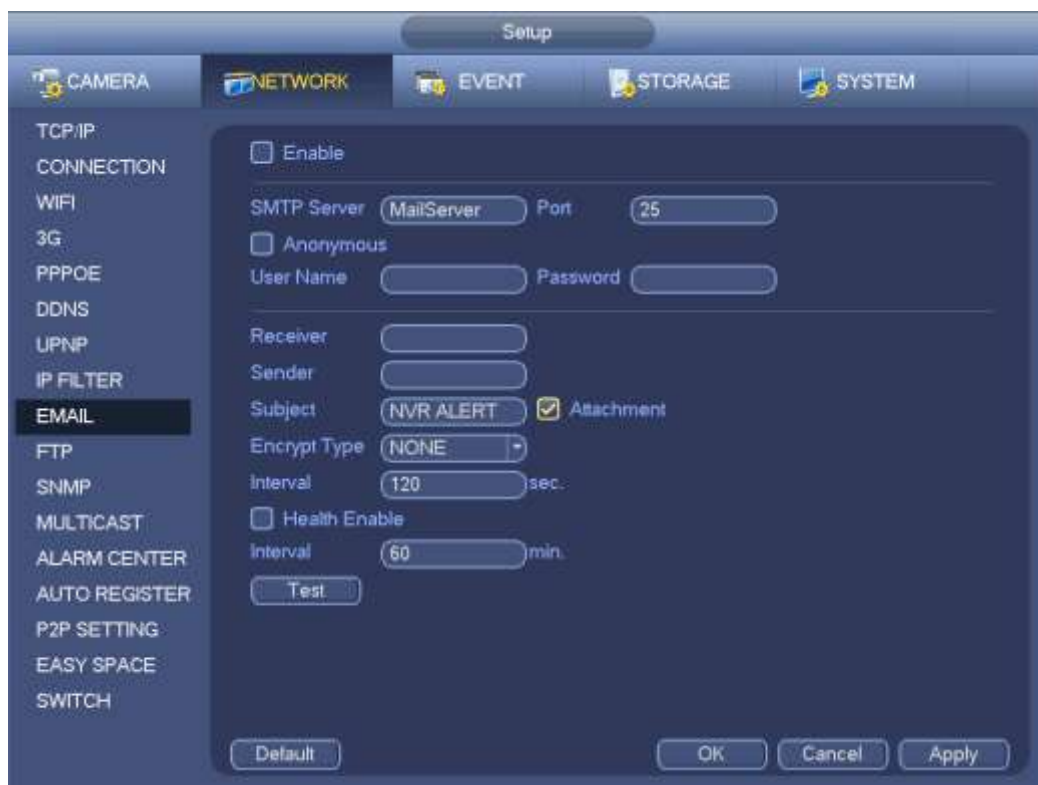 Setup
CAMERA NETWORK EVENT STORAGE SYSTEM
TCP/IP
CONNECTION
WIFI
3G
PPPOE
DDNS
UPNP
IP FILTER
EMAIL
FTP
SNMP
MULTICAST
ALARM CENTER
AUTO REGISTER
P2P SETTING
EASY SPACE
SWITCH
Enable
SMTP Server MailServer Port 25
Anonymous
User Name Password
Receiver
Sender
Subject NVR ALERT Attachment
Encrypt Type NONE
Interval 120 sec.
Health Enable
Interval 60 min.
Test
Default OK Cancel Apply